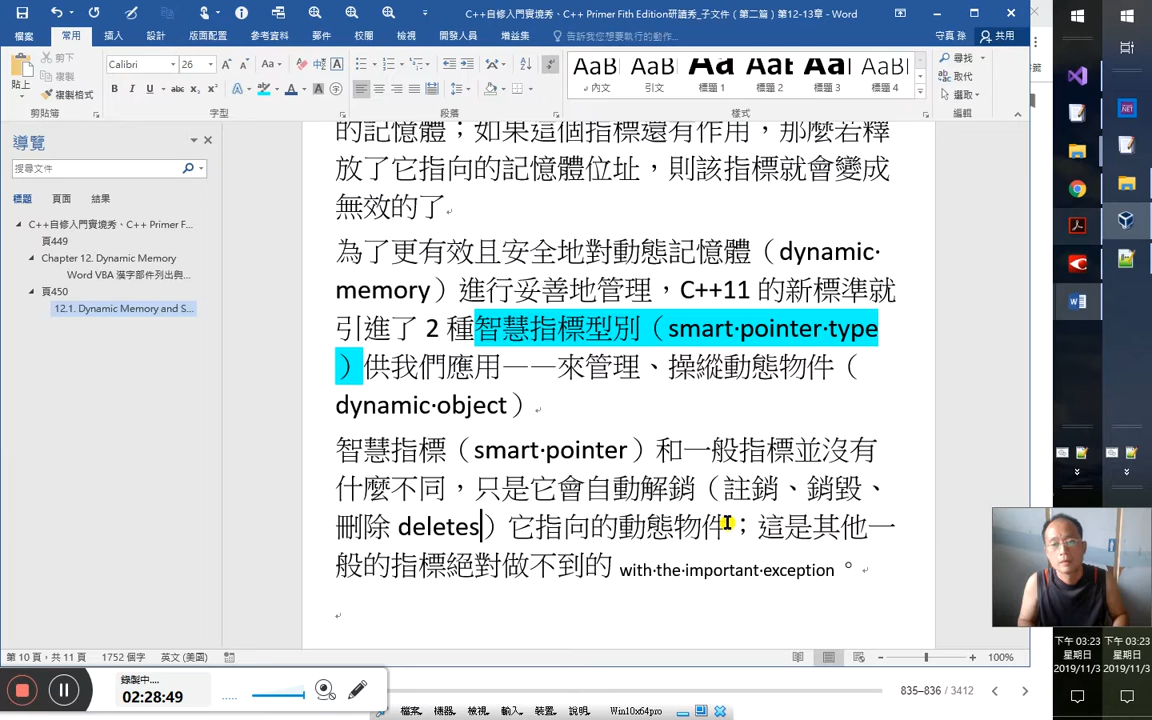 C++自修入門實境秀、C++ Primer Fith Edition研讀秀_子文件（第二篇）第12-13章 - Word
檔案 常用 插入 設計 版面配置 參考資料 郵件 校閱 檢視 開發人員 增益集 告訴我您想要執行的動作... 守真 孫 共用
貼上 剪下 複製 複製格式 剪貼簿
Calibri 26 字型
段落
AaB 內文 AaB 引文 Aa 標題 1 AaB 標題 2 AaI 標題 3 AaB 標題 4 樣式
尋找 取代 選取 編輯
導覽
搜尋文件
標題 頁面 結果
C++自修入門實境秀、C++ Primer F...
頁449
Chapter 12. Dynamic Memory
Word VBA 漢字部件列出與...
頁450
12.1. Dynamic Memory and S...
的記憶體；如果這個指標還有作用，那麼若釋
放了它指向的記憶體位址，則該指標就會變成
無效的了
為了更有效且安全地對動態記憶體（dynamic
memory）進行妥善地管理，C++11 的新標準就
引進了 2 種智慧指標型別（smart pointer type
）供我們應用——來管理、操縱動態物件（
dynamic object）
智慧指標（smart pointer）和一般指標並沒有
什麼不同，只是它會自動解銷（註銷、銷毀、
刪除 deletes）它指向的動態物件；這是其他一
般的指標絕對做不到的 with the important exception。
第 10 頁，共 11 頁 1752 個字 英文 (美國) 100%
錄製中....
02:28:49
835–836 / 3412
檔案, 機器, 檢視, 輸入, 裝置, 說明, Win10x64pro
下午 03:23
星期日
2019/11/3
下午 03:23
星期日
2019/11/3